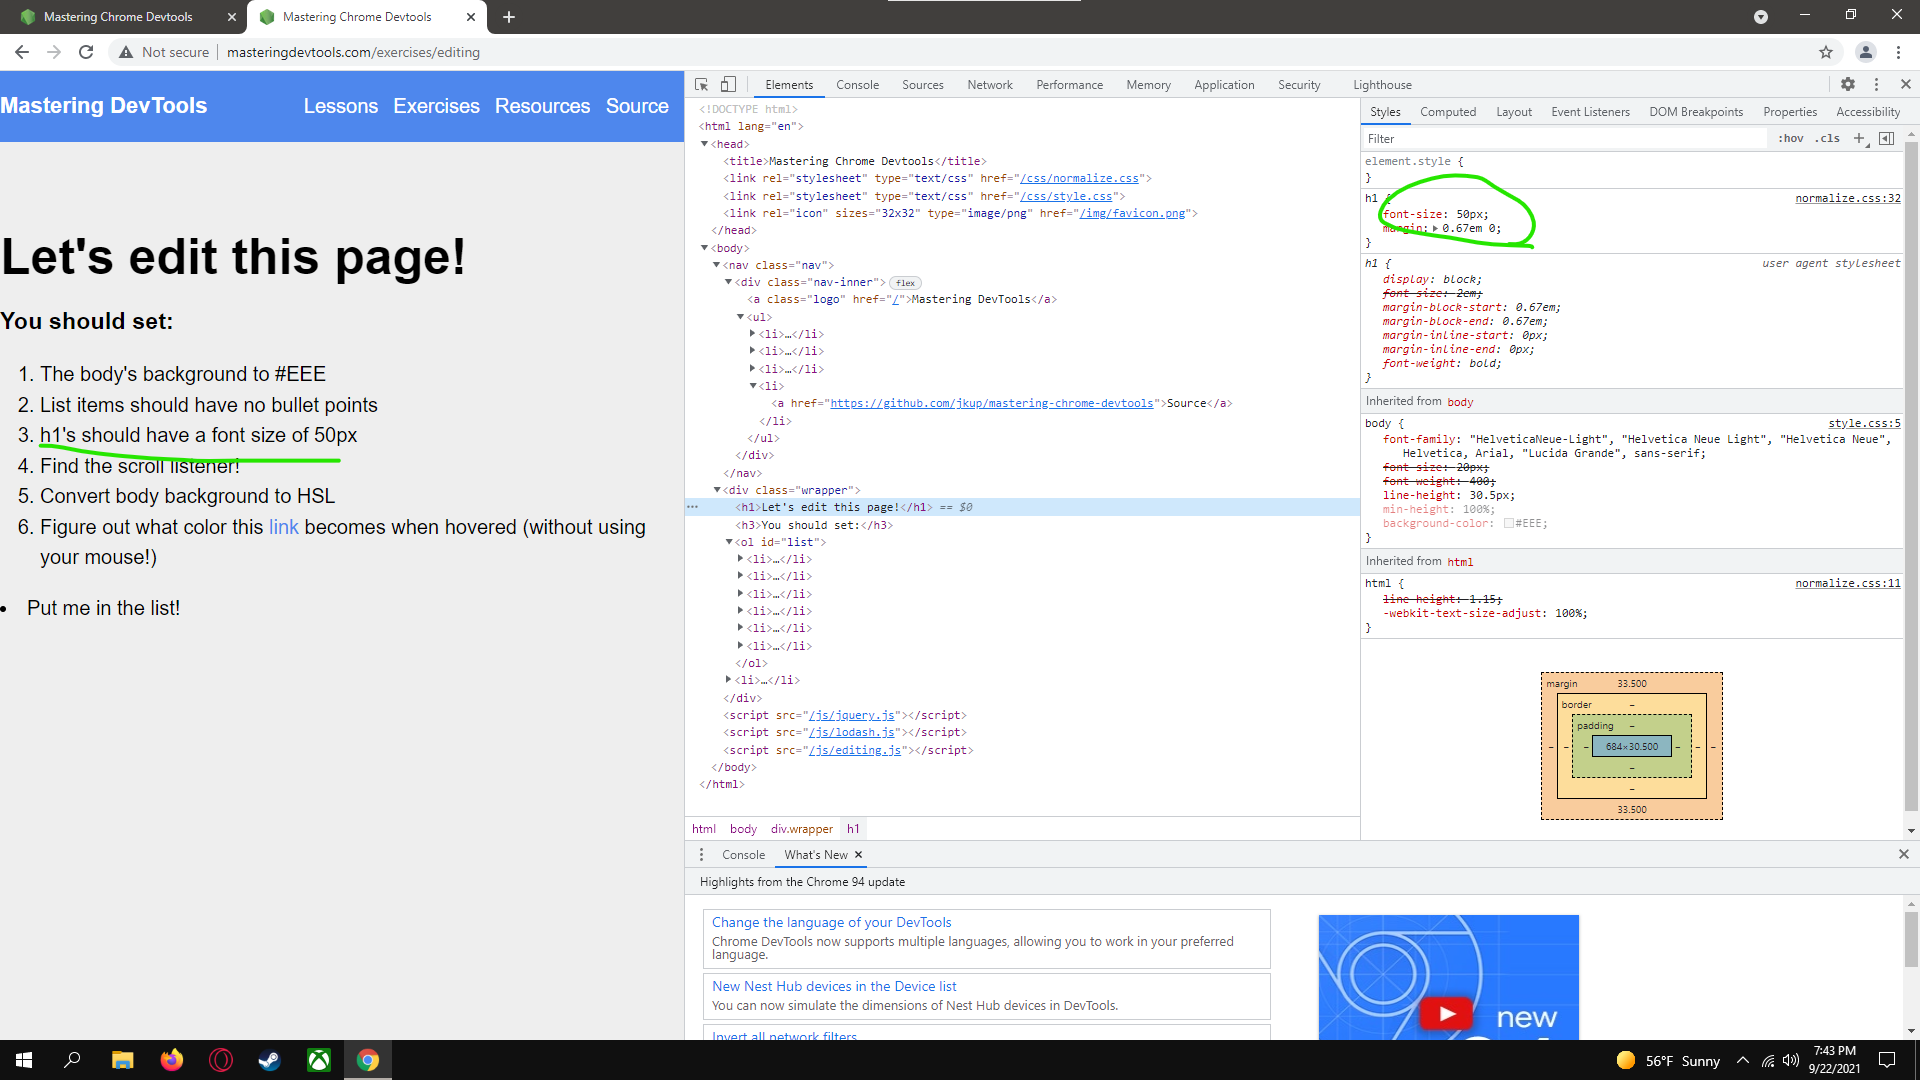 Mastering Chrome Devtools
Mastering Chrome Devtools
Not secure
masteringdevtools.com/exercises/editing
Mastering DevTools
Lessons Exercises Resources Source
Let's edit this page!
You should set:
1. The body's background to #EEE
2. List items should have no bullet points
3. h1's should have a font size of 50px
4. Find the scroll listener!
5. Convert body background to HSL
6. Figure out what color this link becomes when hovered (without using
your mouse!)
Put me in the list!
Elements Console Sources Network Performance Memory Application Security Lighthouse
<!DOCTYPE html>
<html lang="en">
<head>
<title>Mastering Chrome Devtools</title>
<link rel="stylesheet" type="text/css" href="/css/normalize.css">
<link rel="stylesheet" type="text/css" href="/css/style.css">
<link rel="icon" sizes="32x32" type="image/png" href="/img/favicon.png">
</head>
<body>
<nav class="nav">
<div class="nav-inner"> flex
<a class="logo" href="/">Mastering DevTools</a>
<ul>
<li>…</li>
<li>…</li>
<li>…</li>
<li>
<a href="https://github.com/jkup/mastering-chrome-devtools">Source</a>
</li>
</ul>
</div>
</nav>
<div class="wrapper">
<h1>Let's edit this page!</h1> == $0
<h3>You should set:</h3>
<ol id="list">
<li>…</li>
<li>…</li>
<li>…</li>
<li>…</li>
<li>…</li>
<li>…</li>
</ol>
<li>…</li>
</div>
<script src="/js/jquery.js"></script>
<script src="/js/lodash.js"></script>
<script src="/js/editing.js"></script>
</body>
</html>
html body div.wrapper h1
Styles Computed Layout Event Listeners DOM Breakpoints Properties Accessibility
Filter
:hov .cls +
element.style {
}
h1 { normalize.css:32
font-size: 50px;
margin: 0.67em 0;
}
h1 { user agent stylesheet
display: block;
font-size: 2em;
margin-block-start: 0.67em;
margin-block-end: 0.67em;
margin-inline-start: 0px;
margin-inline-end: 0px;
font-weight: bold;
}
Inherited from body
body { style.css:5
font-family: "HelveticaNeue-Light", "Helvetica Neue Light", "Helvetica Neue",
Helvetica, Arial, "Lucida Grande", sans-serif;
font-size: 20px;
font-weight: 400;
line-height: 30.5px;
min-height: 100%;
background-color: #EEE;
}
Inherited from html
html { normalize.css:11
line-height: 1.15;
-webkit-text-size-adjust: 100%;
}
margin 33.500
border –
padding –
– – – 684×30.500 – – –
–
–
33.500
Console What's New
Highlights from the Chrome 94 update
Change the language of your DevTools
Chrome DevTools now supports multiple languages, allowing you to work in your preferred
language.
New Nest Hub devices in the Device list
You can now simulate the dimensions of Nest Hub devices in DevTools.
Invert all network filters
new
56°F Sunny
7:43 PM
9/22/2021